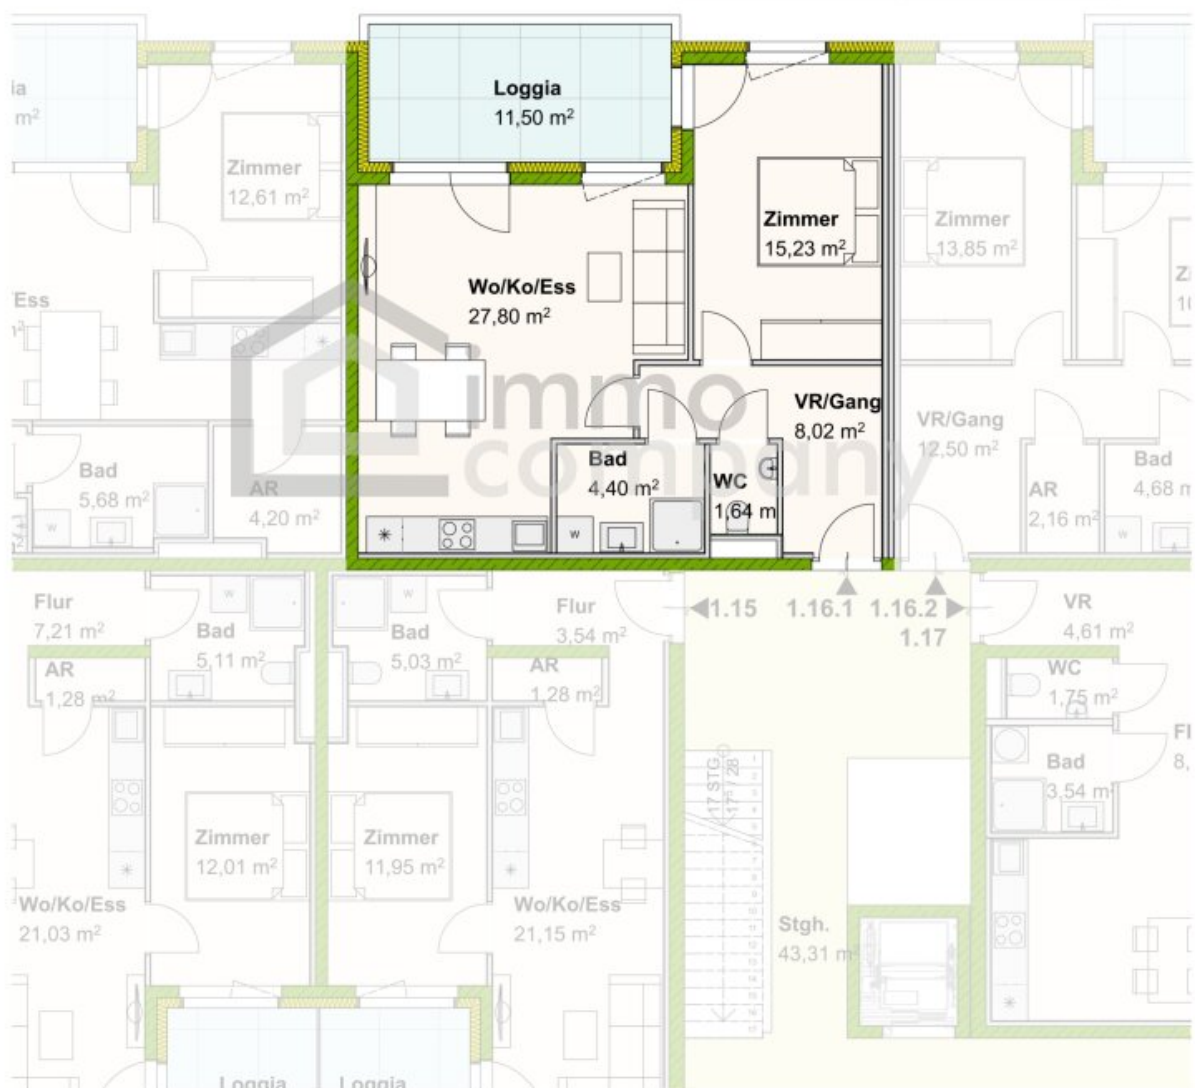 Loggia
11,50 m²
Zimmer
15,23 m²
Wo/Ko/Ess
27,80 m²
VR/Gang
8,02 m²
Bad
4,40 m²
WC
1,64 m
W
immo
company
ia
m²
Zimmer
12,61 m²
Ess
Bad
5,68 m²
W
AR
4,20 m²
Zimmer
13,85 m²
VR/Gang
12,50 m²
AR
2,16 m²
Bad
4,68 m
W
Flur
7,21 m²
AR
1,28 m²
Bad
5,11 m²
W
Bad
5,03 m²
W
Flur
3,54 m²
AR
1,28 m²
1.15
1.16.1
1.16.2
1.17
VR
4,61 m²
WC
1,75 m²
Bad
3,54 m²
Fl
8,
Zimmer
12,01 m²
Zimmer
11,95 m²
Wo/Ko/Ess
21,03 m²
Wo/Ko/Ess
21,15 m²
17 STG.
17⁵ / 28
Stgh.
43,31 m²
Loggia
Loggia